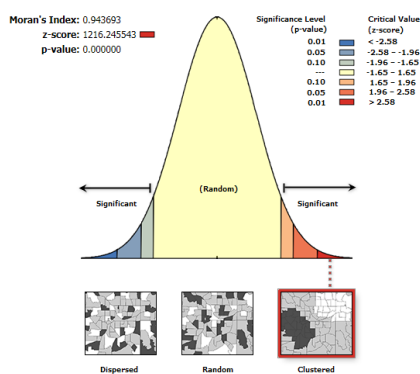 Moran's Index: 0.943693
z-score: 1216.245543
p-value: 0.000000
Significance Level
(p-value)
Critical Value
(z-score)
0.01 < -2.58
0.05 -2.58 – -1.96
0.10 -1.96 – -1.65
--- -1.65 – 1.65
0.10 1.65 – 1.96
0.05 1.96 – 2.58
0.01 > 2.58
(Random)
Significant
Significant
Dispersed
Random
Clustered